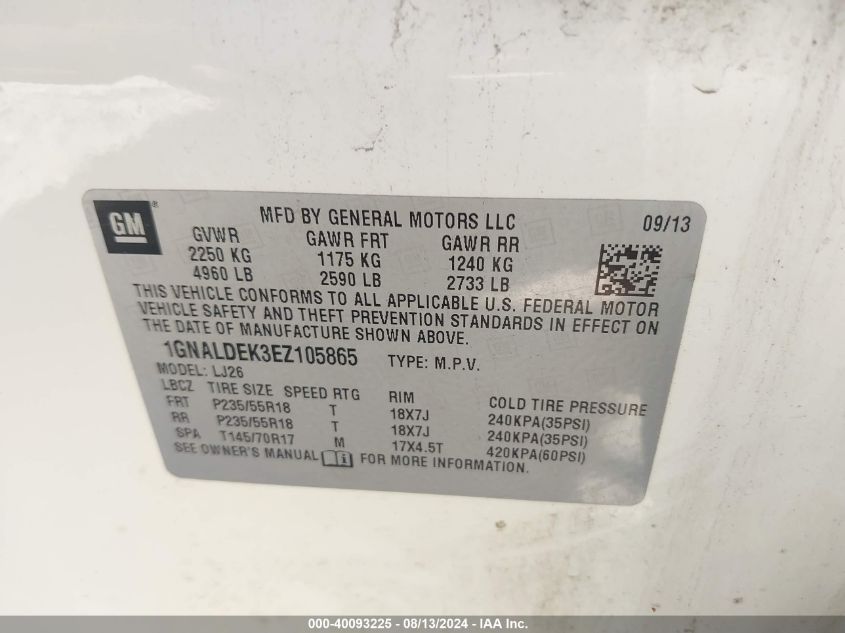 GM®
MFD BY GENERAL MOTORS LLC 09/13
GVWR GAWR FRT GAWR RR
2250 KG 1175 KG 1240 KG
4960 LB 2590 LB 2733 LB
THIS VEHICLE CONFORMS TO ALL APPLICABLE U.S. FEDERAL MOTOR
VEHICLE SAFETY AND THEFT PREVENTION STANDARDS IN EFFECT ON
THE DATE OF MANUFACTURE SHOWN ABOVE.
1GNALDEK3EZ105865 TYPE: M.P.V.
MODEL: LJ26
LBCZ TIRE SIZE SPEED RTG RIM COLD TIRE PRESSURE
FRT P235/55R18 T 18X7J 240KPA(35PSI)
RR P235/55R18 T 18X7J 240KPA(35PSI)
SPA T145/70R17 M 17X4.5T 420KPA(60PSI)
SEE OWNER'S MANUAL FOR MORE INFORMATION.
000-40093225 - 08/13/2024 - IAA Inc.